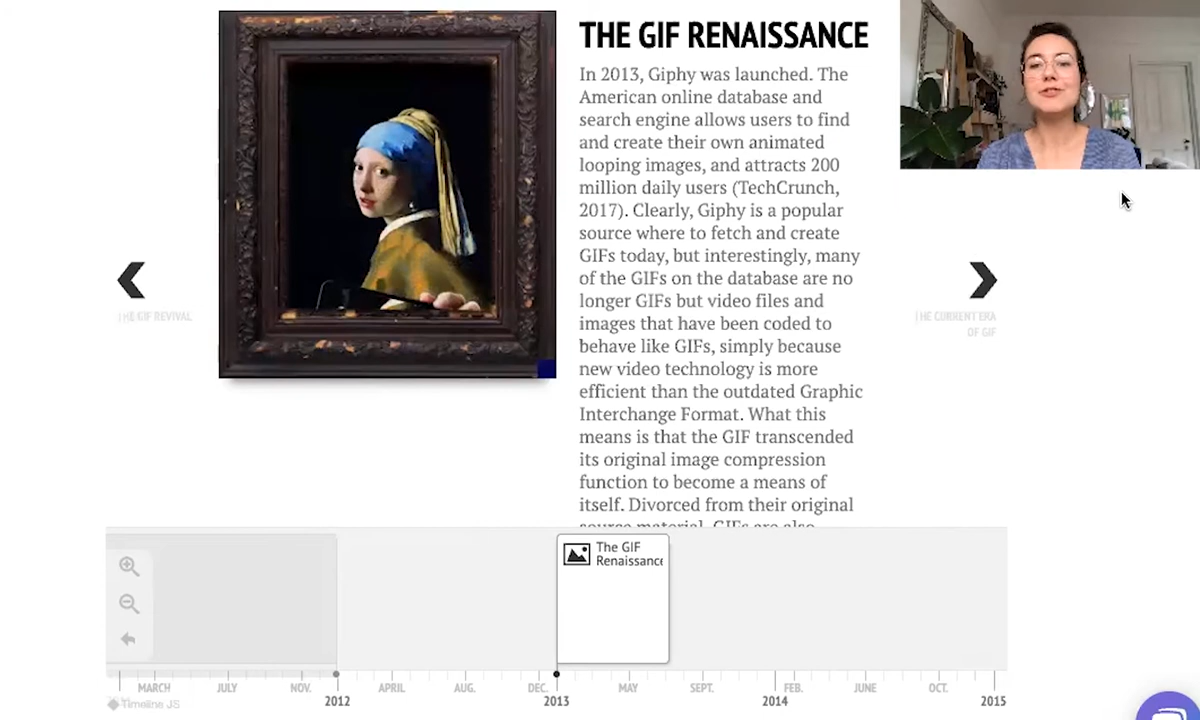 THE GIF RENAISSANCE
In 2013, Giphy was launched. The
American online database and
search engine allows users to find
and create their own animated
looping images, and attracts 200
million daily users (TechCrunch,
2017). Clearly, Giphy is a popular
source where to fetch and create
GIFs today, but interestingly, many
of the GIFs on the database are no
longer GIFs but video files and
images that have been coded to
behave like GIFs, simply because
new video technology is more
efficient than the outdated Graphic
Interchange Format. What this
means is that the GIF transcended
its original image compression
function to become a means of
itself. Divorced from their original
source material, GIFs are also
THE GIF REVIVAL
THE CURRENT ERA
OF GIF
The GIF
Renaissance
MARCH JULY NOV. APRIL AUG. DEC. MAY SEPT. FEB. JUNE OCT.
2012 2013 2014 2015
Timeline JS